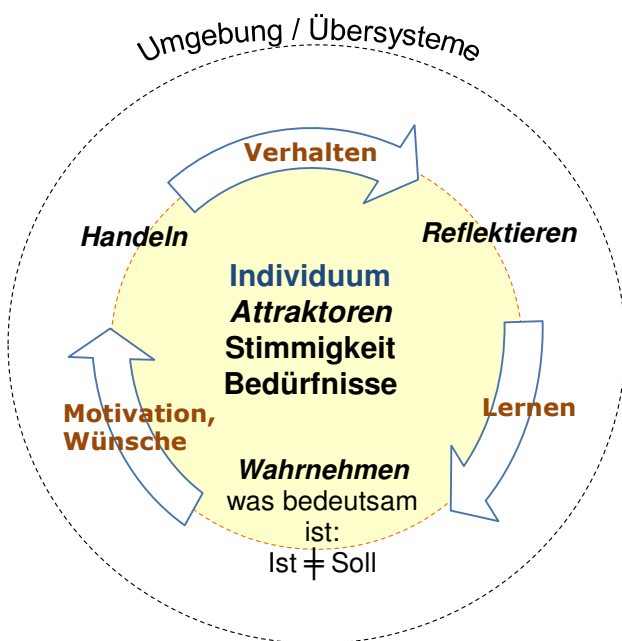 Umgebung / Übersysteme
Verhalten
Handeln
Reflektieren
Individuum
Attraktoren
Stimmigkeit
Bedürfnisse
Motivation,
Wünsche
Lernen
Wahrnehmen
was bedeutsam
ist:
Ist ≠ Soll